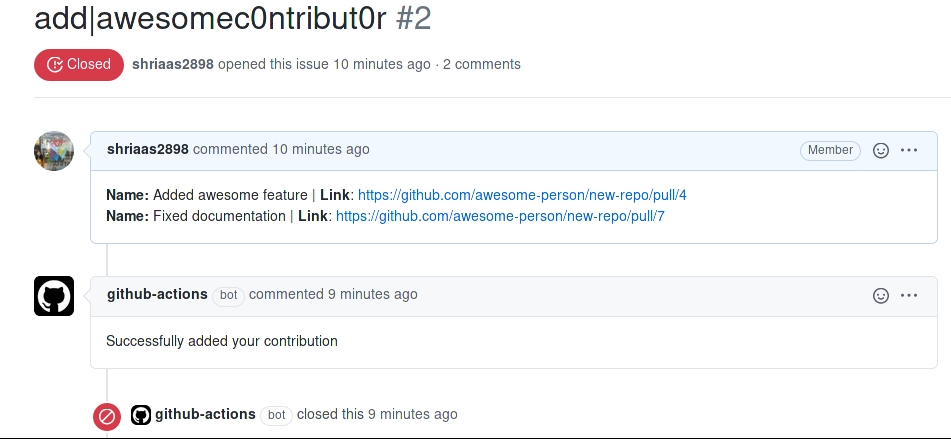 add|awesomec0ntribut0r #2
Closed shriaas2898 opened this issue 10 minutes ago · 2 comments
shriaas2898 commented 10 minutes ago Member
Name: Added awesome feature | Link: https://github.com/awesome-person/new-repo/pull/4
Name: Fixed documentation | Link: https://github.com/awesome-person/new-repo/pull/7
github-actions bot commented 9 minutes ago
Successfully added your contribution
github-actions bot closed this 9 minutes ago